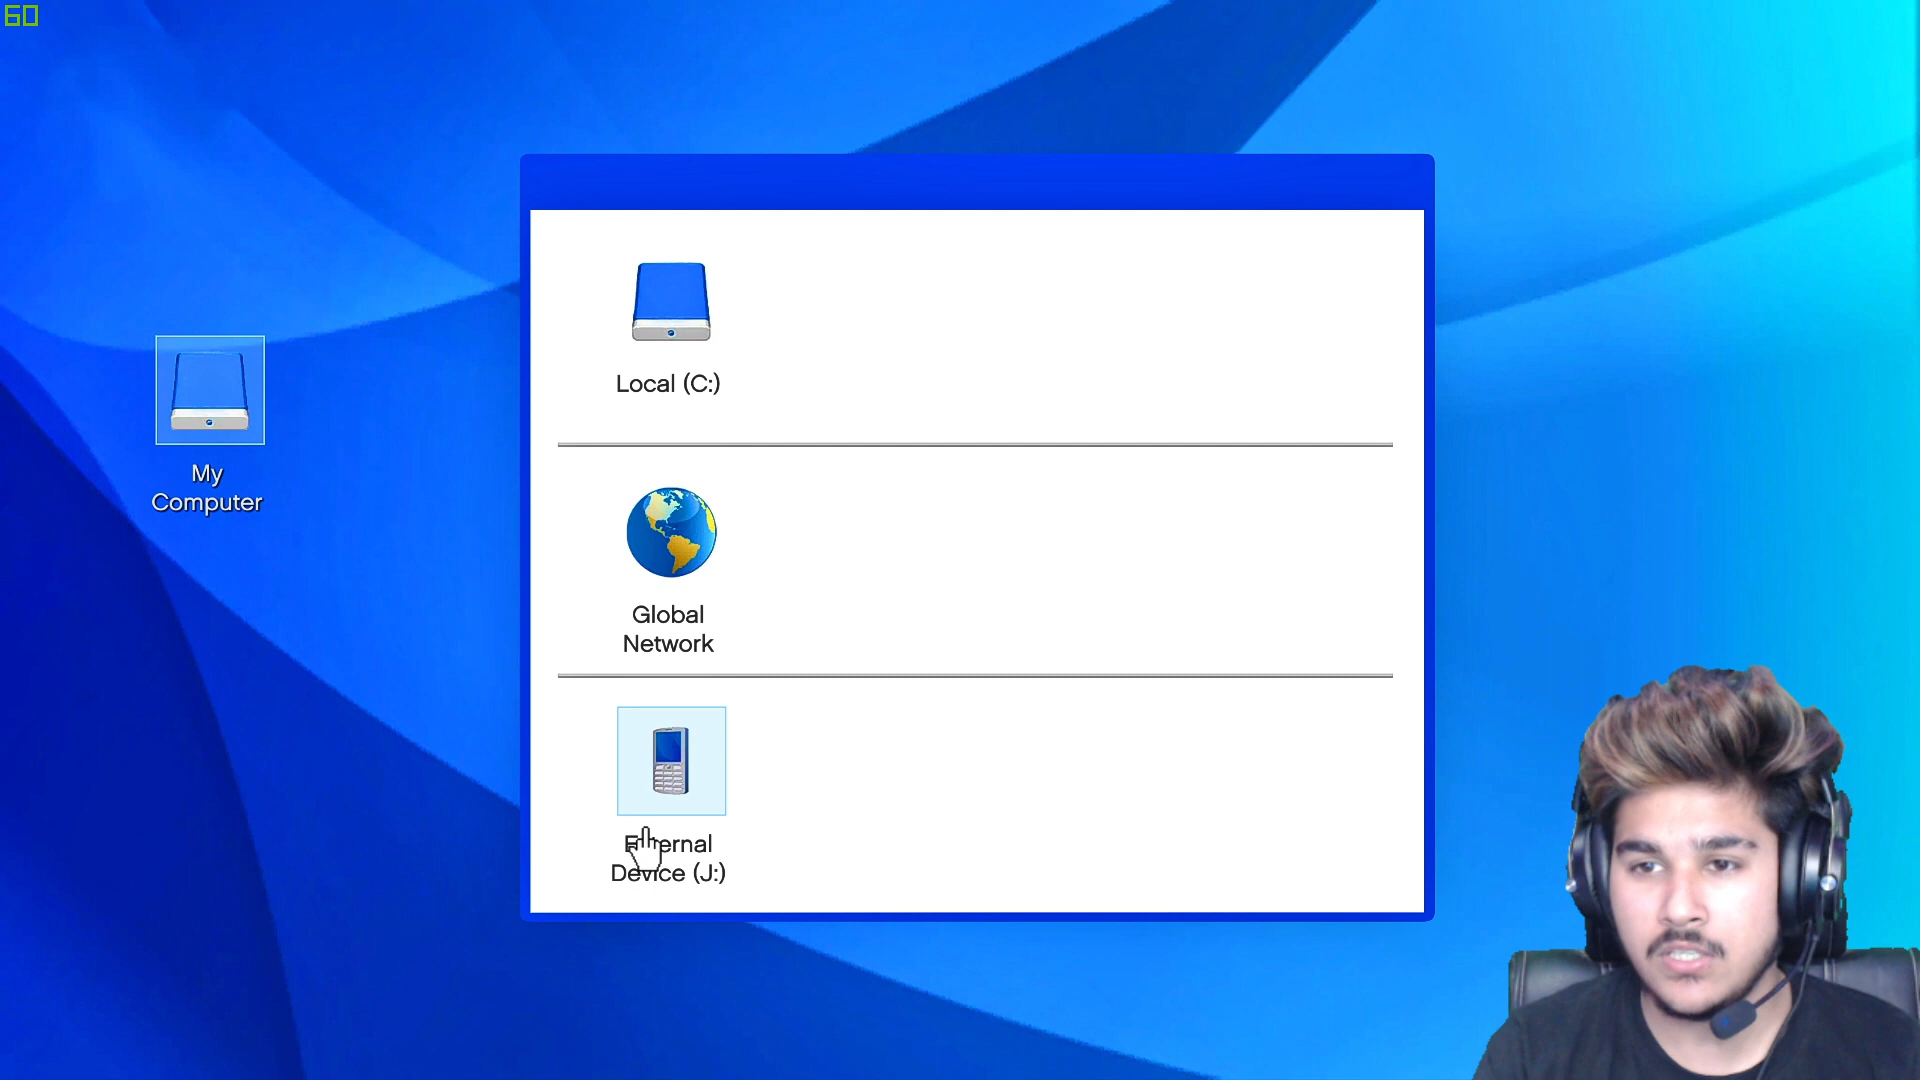 60
My
Computer
Local (C:)
Global
Network
Device (J:)